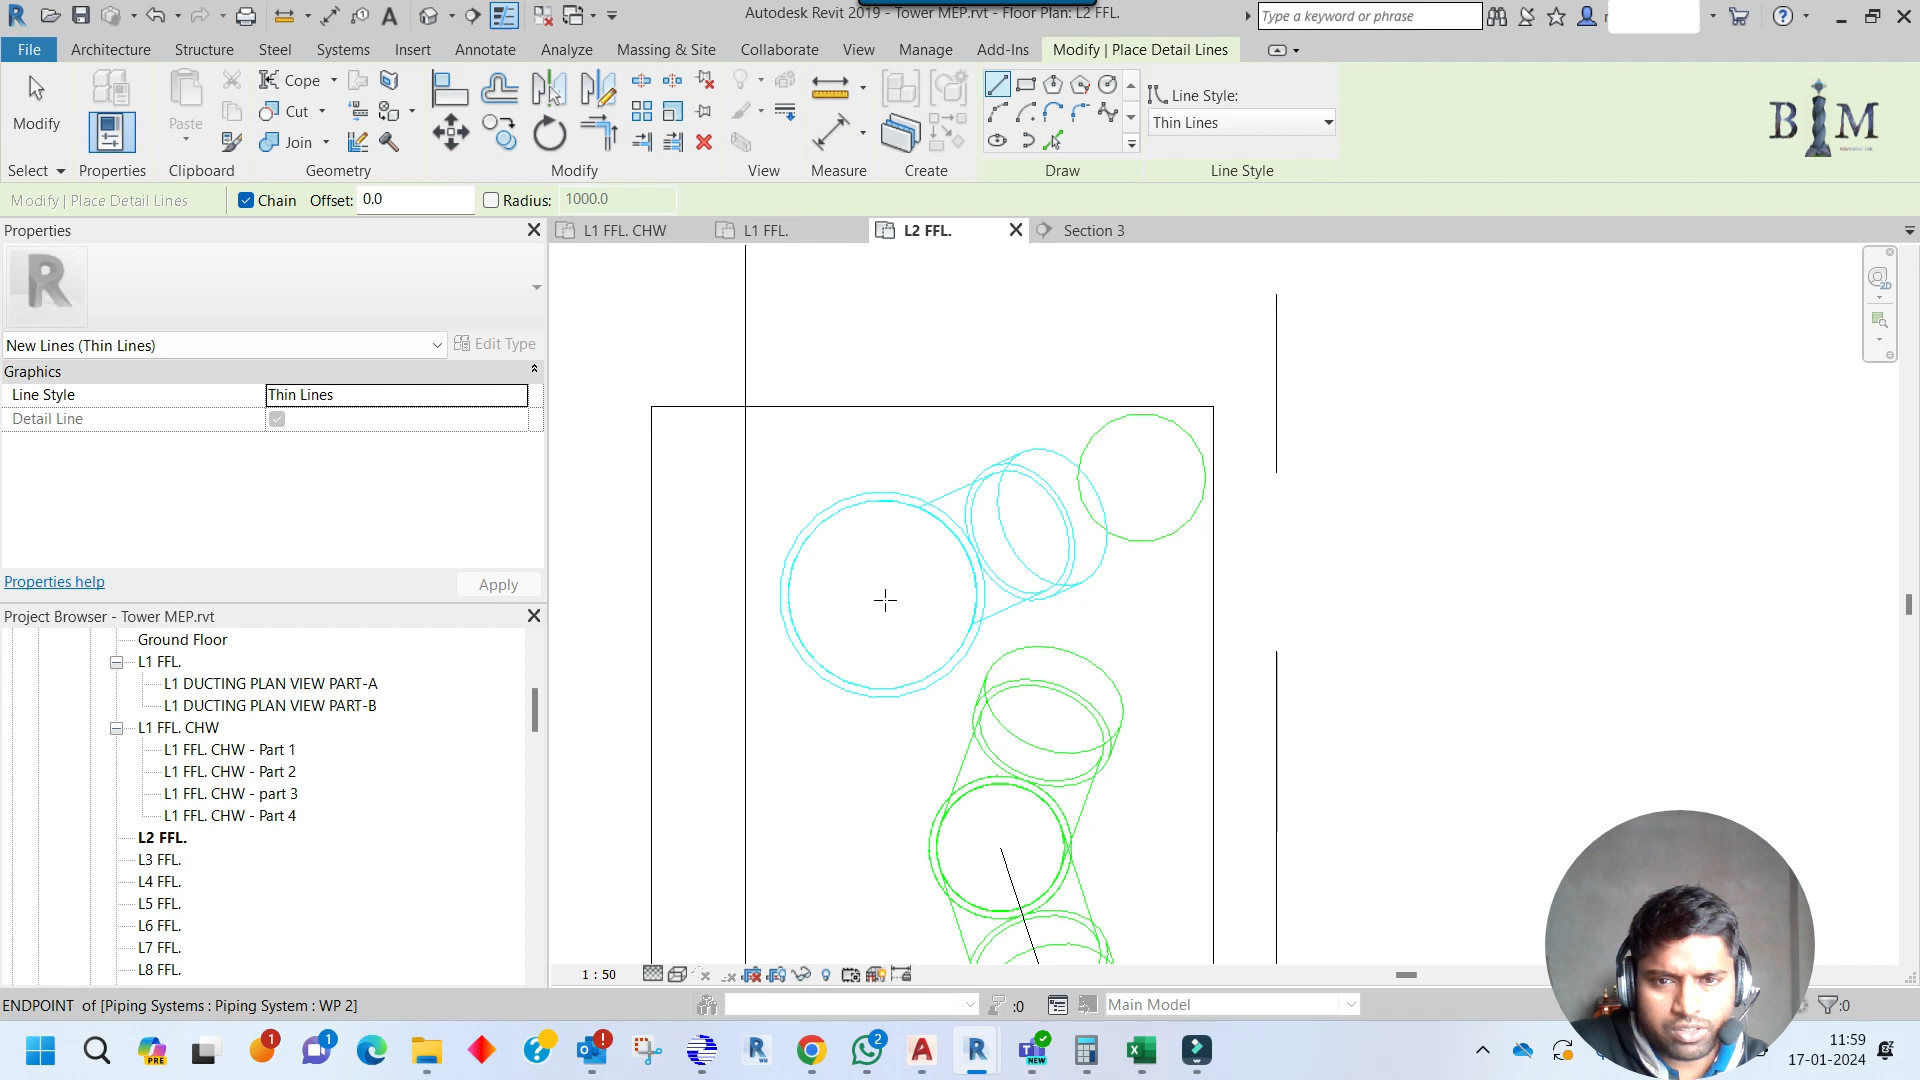 Autodesk Revit 2019 - Tower MEP.rvt - Floor Plan: L2 FFL.
Type a keyword or phrase
File Architecture Structure Steel Systems Insert Annotate Analyze Massing & Site Collaborate View Manage Add-Ins Modify | Place Detail Lines
Modify
Paste
Cope
Cut
Join
Line Style:
Thin Lines
BIM
Select Properties Clipboard Geometry Modify View Measure Create Draw Line Style
Modify | Place Detail Lines Chain Offset: 0.0 Radius: 1000.0
Properties
L1 FFL. CHW L1 FFL. L2 FFL. Section 3
R
2D
New Lines (Thin Lines) Edit Type
Graphics
Line Style Thin Lines
Detail Line
Properties help Apply
Project Browser - Tower MEP.rvt
Ground Floor
L1 FFL.
L1 DUCTING PLAN VIEW PART-A
L1 DUCTING PLAN VIEW PART-B
L1 FFL. CHW
L1 FFL. CHW - Part 1
L1 FFL. CHW - Part 2
L1 FFL. CHW - part 3
L1 FFL. CHW - Part 4
L2 FFL.
L3 FFL.
L4 FFL.
L5 FFL.
L6 FFL.
L7 FFL.
L8 FFL.
1 : 50
ENDPOINT of [Piping Systems : Piping System : WP 2] :0 Main Model :0
PRE 1 1 2 NEW
11:59
17-01-2024